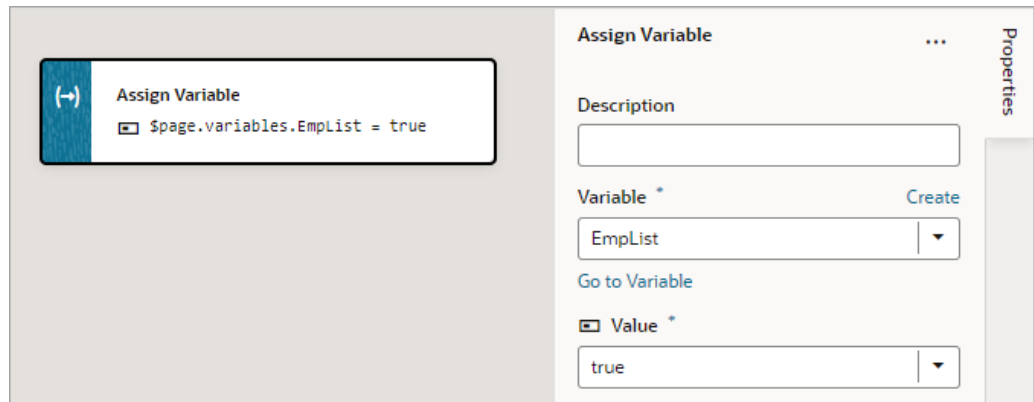 Assign Variable
$page.variables.EmpList = true
Assign Variable
...
Description
Variable *
Create
EmpList
Go to Variable
Value *
true
Properties